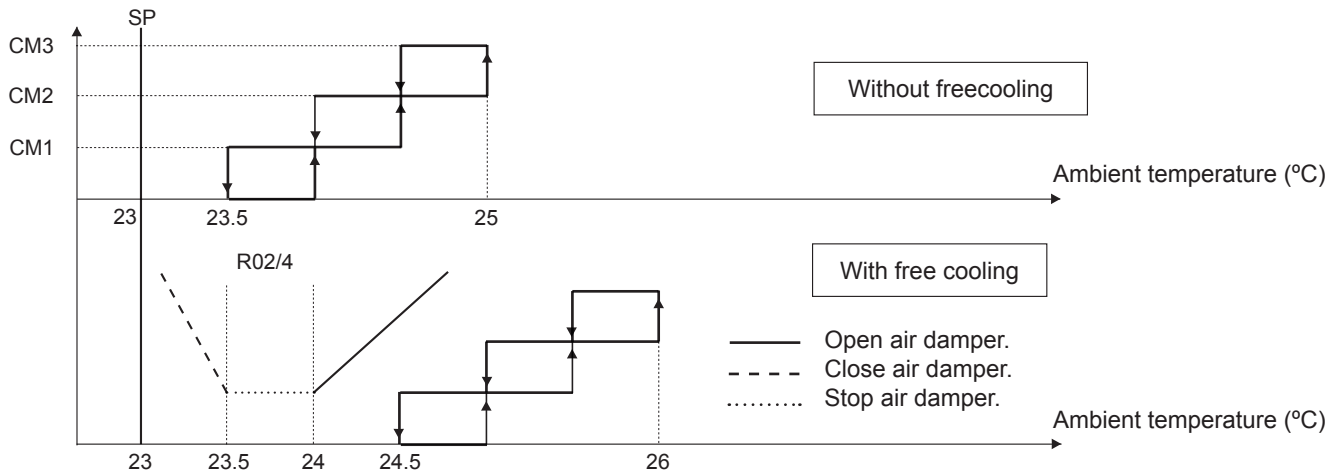 SP
CM3
CM2
CM1
Without freecooling
Ambient temperature (ºC)
23
23.5
25
R02/4
With free cooling
Open air damper.
Close air damper.
Stop air damper.
Ambient temperature (ºC)
23
23.5
24
24.5
26